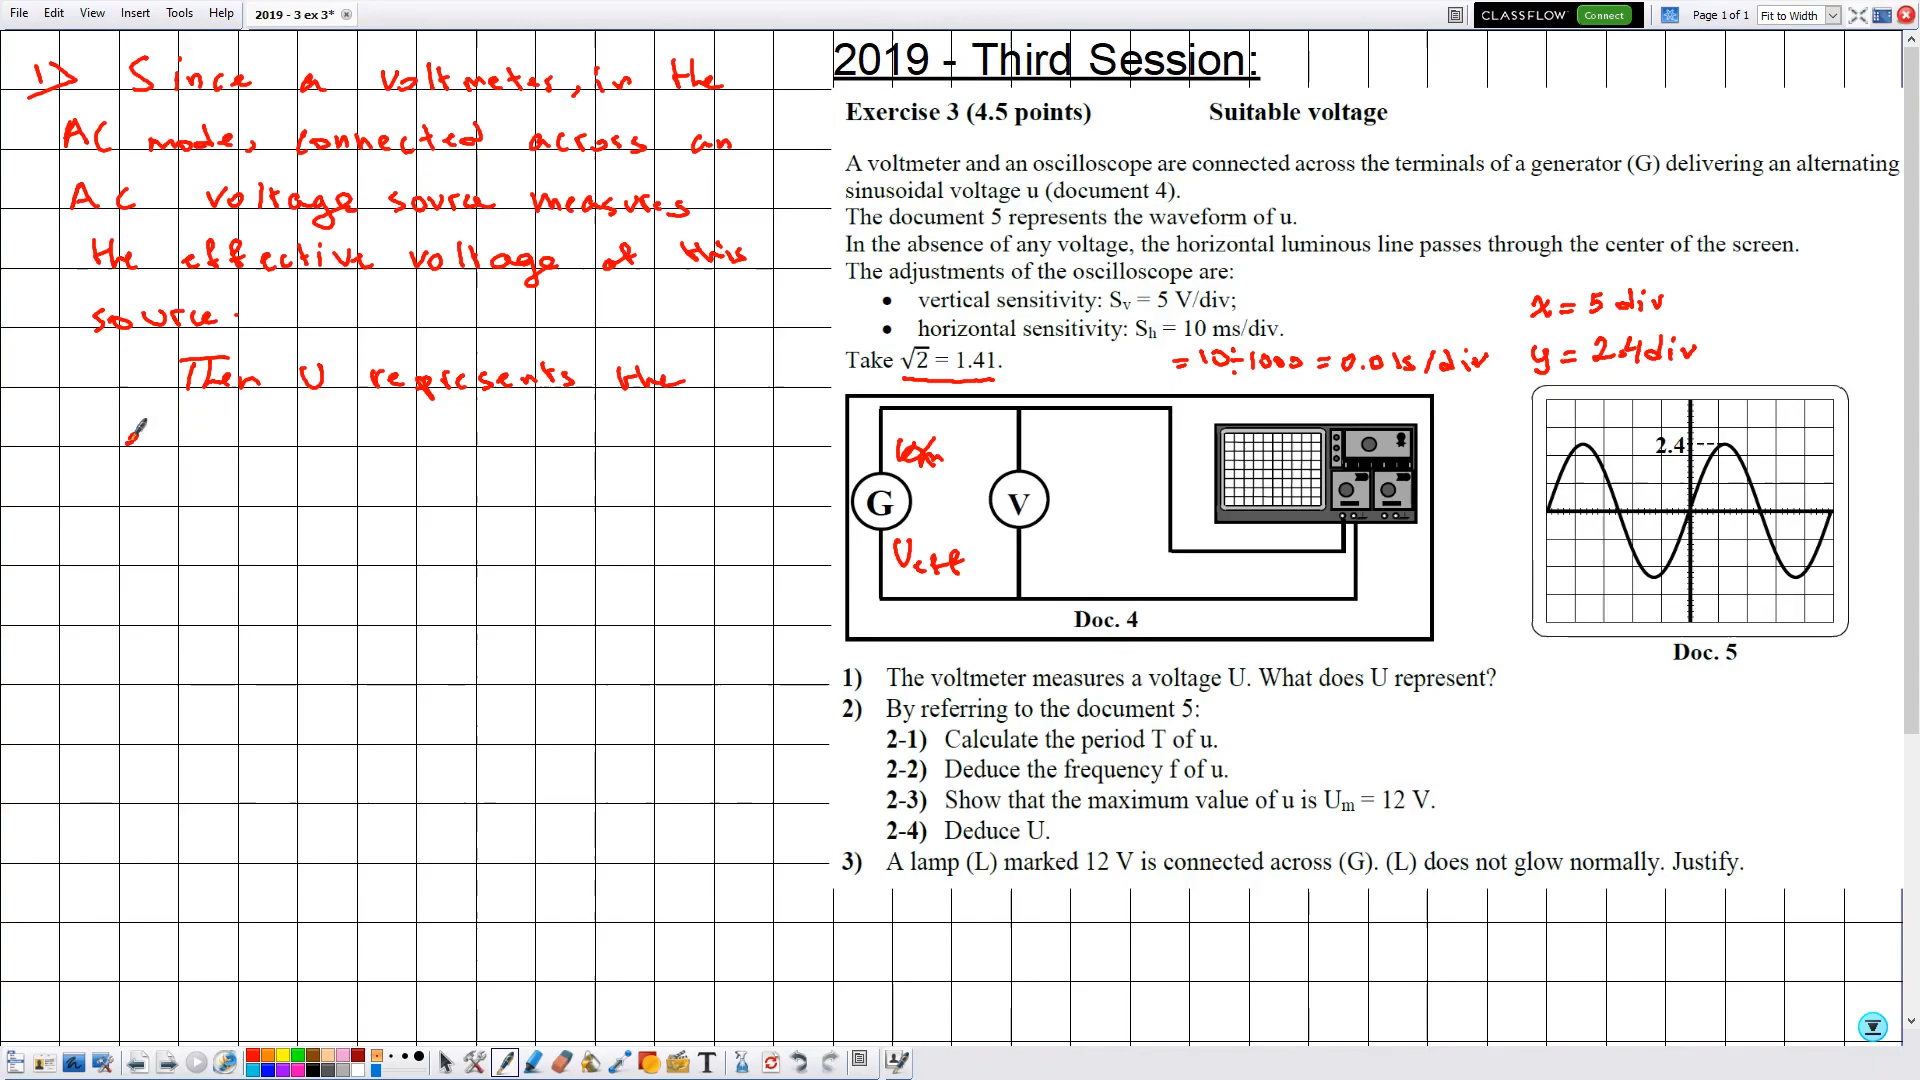 File Edit View Insert Tools Help 2019 - 3 ex 3* CLASSFLOW Connect Page 1 of 1 Fit to Width
1) Since a voltmeter, in the
AC mode, connected across an
AC voltage source measures
the effective voltage of this
source.
Then U represents the
2019 - Third Session:
Exercise 3 (4.5 points) Suitable voltage
A voltmeter and an oscilloscope are connected across the terminals of a generator (G) delivering an alternating
sinusoidal voltage u (document 4).
The document 5 represents the waveform of u.
In the absence of any voltage, the horizontal luminous line passes through the center of the screen.
The adjustments of the oscilloscope are:
• vertical sensitivity: Sv = 5 V/div;
• horizontal sensitivity: Sh = 10 ms/div.
Take √2 = 1.41.
= 10÷1000 = 0.01s/div
x = 5 div
y = 2.4div
G
V
Ueff
Doc. 4
2.4
Doc. 5
1) The voltmeter measures a voltage U. What does U represent?
2) By referring to the document 5:
2-1) Calculate the period T of u.
2-2) Deduce the frequency f of u.
2-3) Show that the maximum value of u is Um = 12 V.
2-4) Deduce U.
3) A lamp (L) marked 12 V is connected across (G). (L) does not glow normally. Justify.
T